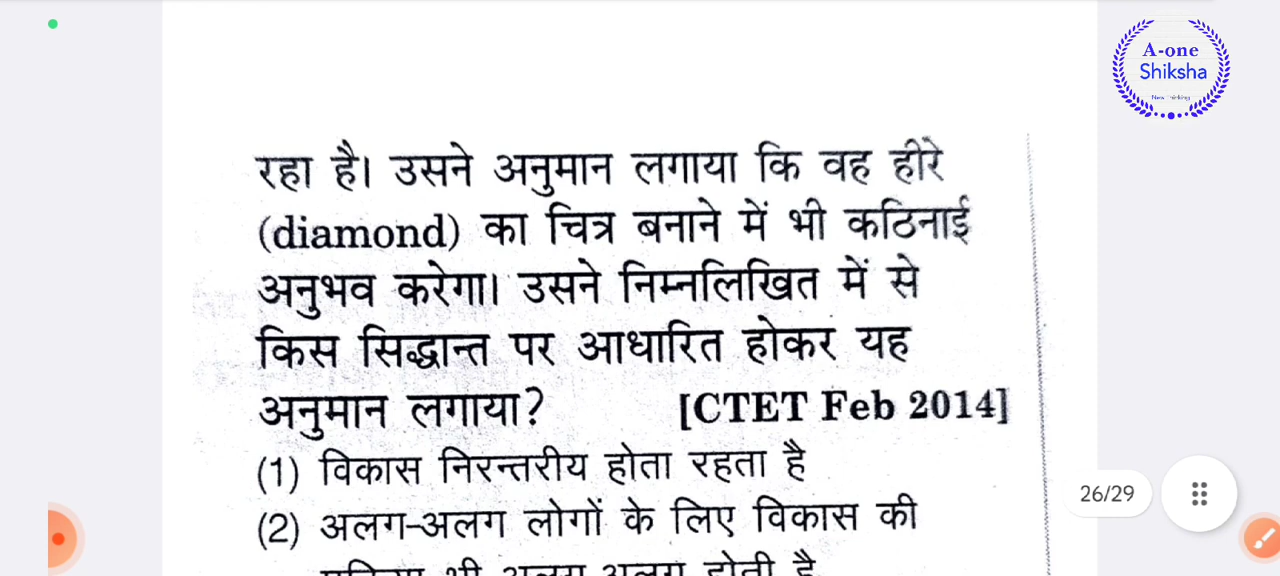 A-one
Shiksha
रहा है। उसने अनुमान लगाया कि वह हीरे
(diamond) का चित्र बनाने में भी कठिनाई
अनुभव करेगा। उसने निम्नलिखित में से
किस सिद्धान्त पर आधारित होकर यह
अनुमान लगाया? [CTET Feb 2014]
(1) विकास निरन्तरीय होता रहता है
26/29
(2) अलग-अलग लोगों के लिए विकास की